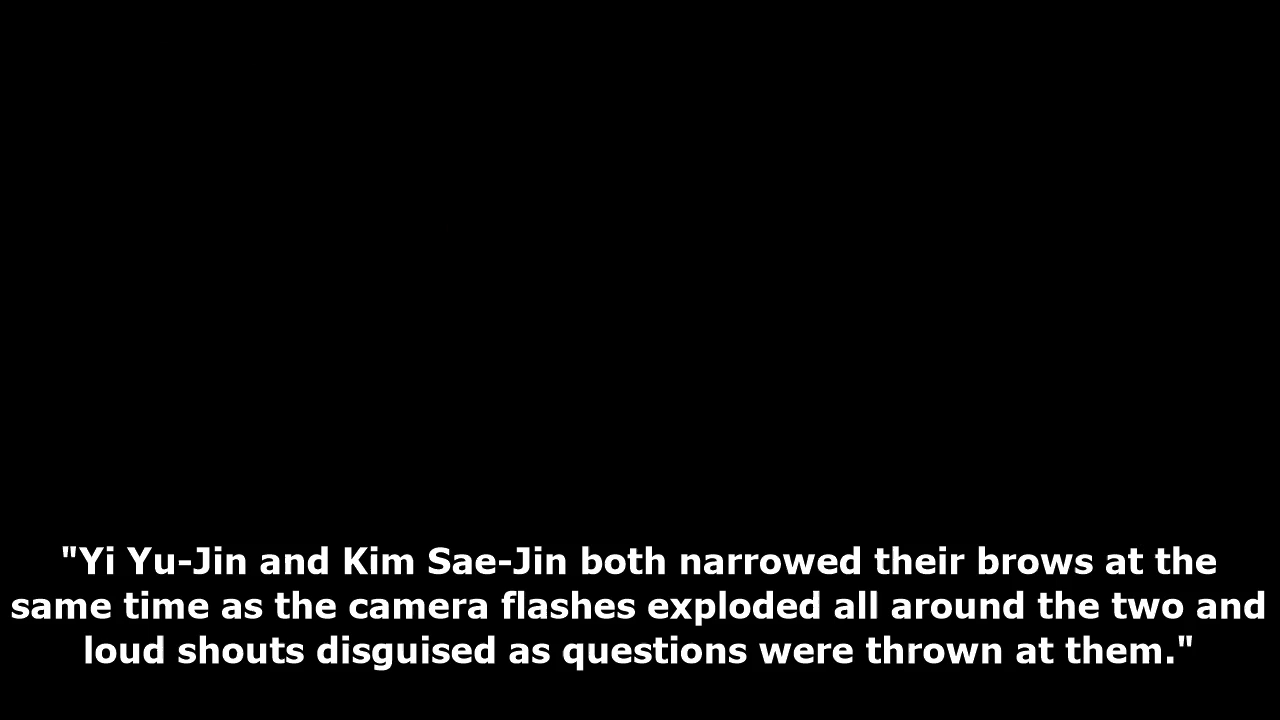 "Yi Yu-Jin and Kim Sae-Jin both narrowed their brows at the
same time as the camera flashes exploded all around the two and
loud shouts disguised as questions were thrown at them."